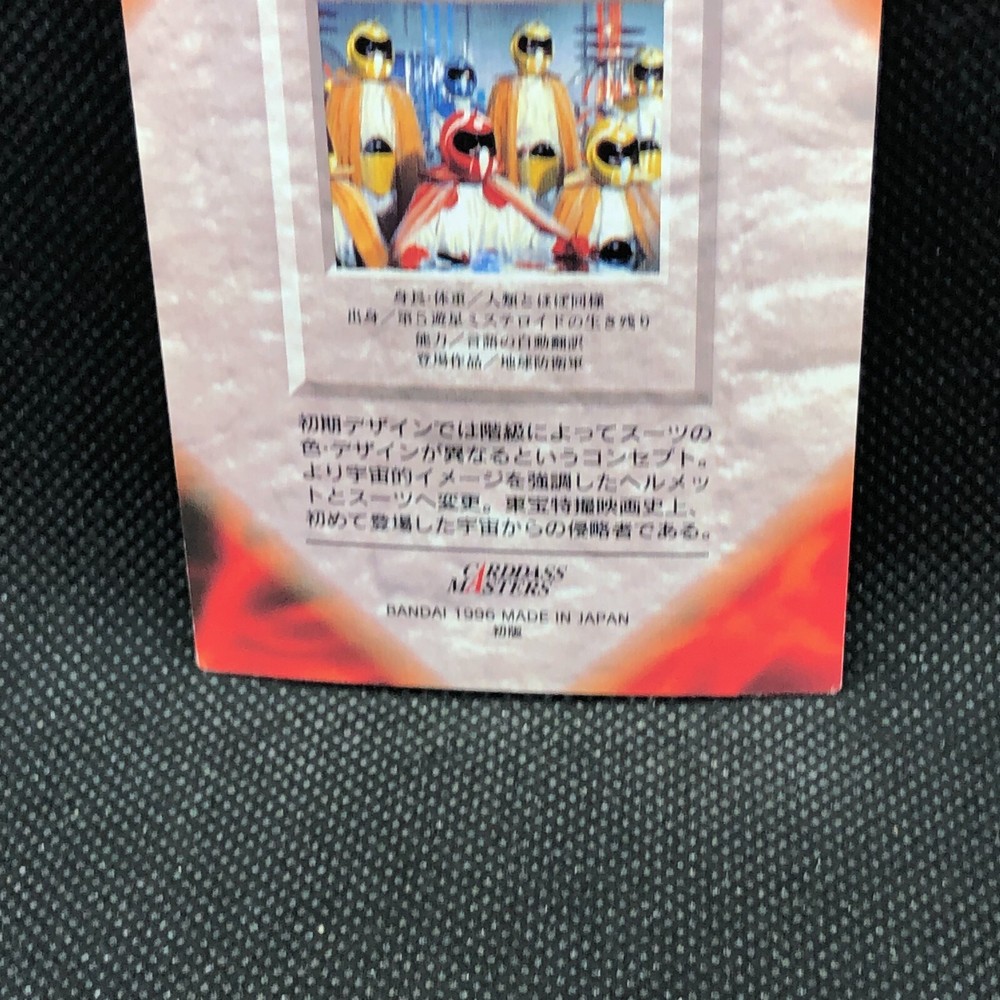 身長・体重／人類とほぼ同様
出身／第5遊星ミステロイドの生き残り
能力／言語の自動翻訳
登場作品／地球防衛軍
初期デザインでは階級によってスーツの
色・デザインが異なるというコンセプト。
より宇宙的イメージを強調したヘルメッ
トとスーツへ変更。東宝特撮映画史上、
初めて登場した宇宙からの侵略者である。
CARDDASS
MASTERS
BANDAI 1996 MADE IN JAPAN
初版